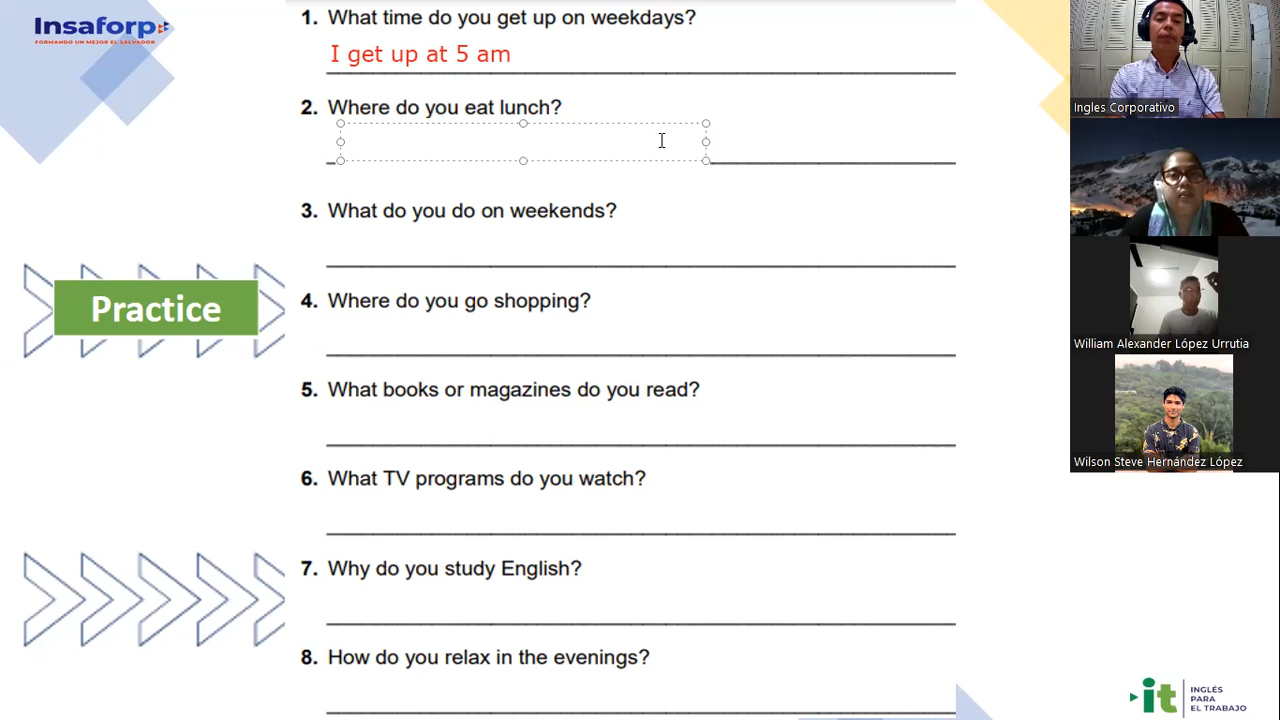 Insaforp
FORMANDO UN MEJOR EL SALVADOR
1. What time do you get up on weekdays?
I get up at 5 am
2. Where do you eat lunch?
3. What do you do on weekends?
Practice
4. Where do you go shopping?
5. What books or magazines do you read?
6. What TV programs do you watch?
7. Why do you study English?
8. How do you relax in the evenings?
Ingles Corporativo
William Alexander López Urrutia
Wilson Steve Hernández López
it
INGLÉS
PARA
EL TRABAJO